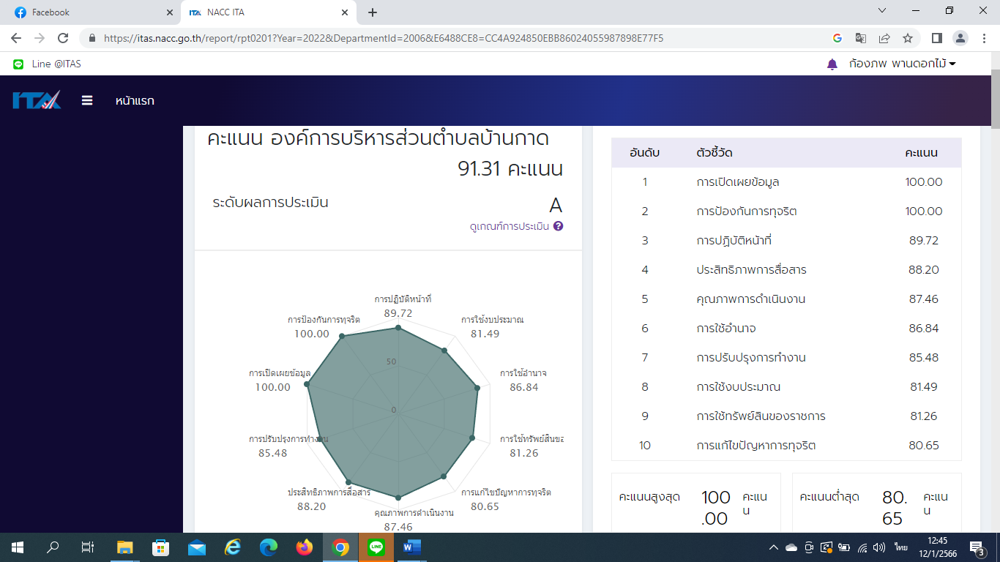 Facebook
NACC ITA
https://itas.nacc.go.th/report/rpt0201?Year=2022&DepartmentId=2006&E6488CE8=CC4A924850EBB86024055987898E77F5
Line @ITAS
ก้องภพ พานดอกไม้
ITA
หน้าแรก
คะแนน องค์การบริหารส่วนตำบลบ้านกาด
91.31 คะแนน
ระดับผลการประเมิน
A
ดูเกณฑ์การประเมิน
การปฏิบัติหน้าที่
89.72
การใช้งบประมาณ
81.49
การใช้อำนาจ
86.84
การใช้ทรัพย์สินขอ
81.26
การแก้ไขปัญหาการทุจริต
80.65
คุณภาพการดำเนินงาน
87.46
ประสิทธิภาพการสื่อสาร
88.20
การปรับปรุงการทำงาน
85.48
การเปิดเผยข้อมูล
100.00
การป้องกันการทุจริต
100.00
50
0
อันดับ ตัวชี้วัด คะแนน
1 การเปิดเผยข้อมูล 100.00
2 การป้องกันการทุจริต 100.00
3 การปฏิบัติหน้าที่ 89.72
4 ประสิทธิภาพการสื่อสาร 88.20
5 คุณภาพการดำเนินงาน 87.46
6 การใช้อำนาจ 86.84
7 การปรับปรุงการทำงาน 85.48
8 การใช้งบประมาณ 81.49
9 การใช้ทรัพย์สินของราชการ 81.26
10 การแก้ไขปัญหาการทุจริต 80.65
คะแนนสูงสุด
100
.00
คะแน
น
คะแนนต่ำสุด
80.
65
คะแน
น
ไทย
12:45
12/1/2566
3